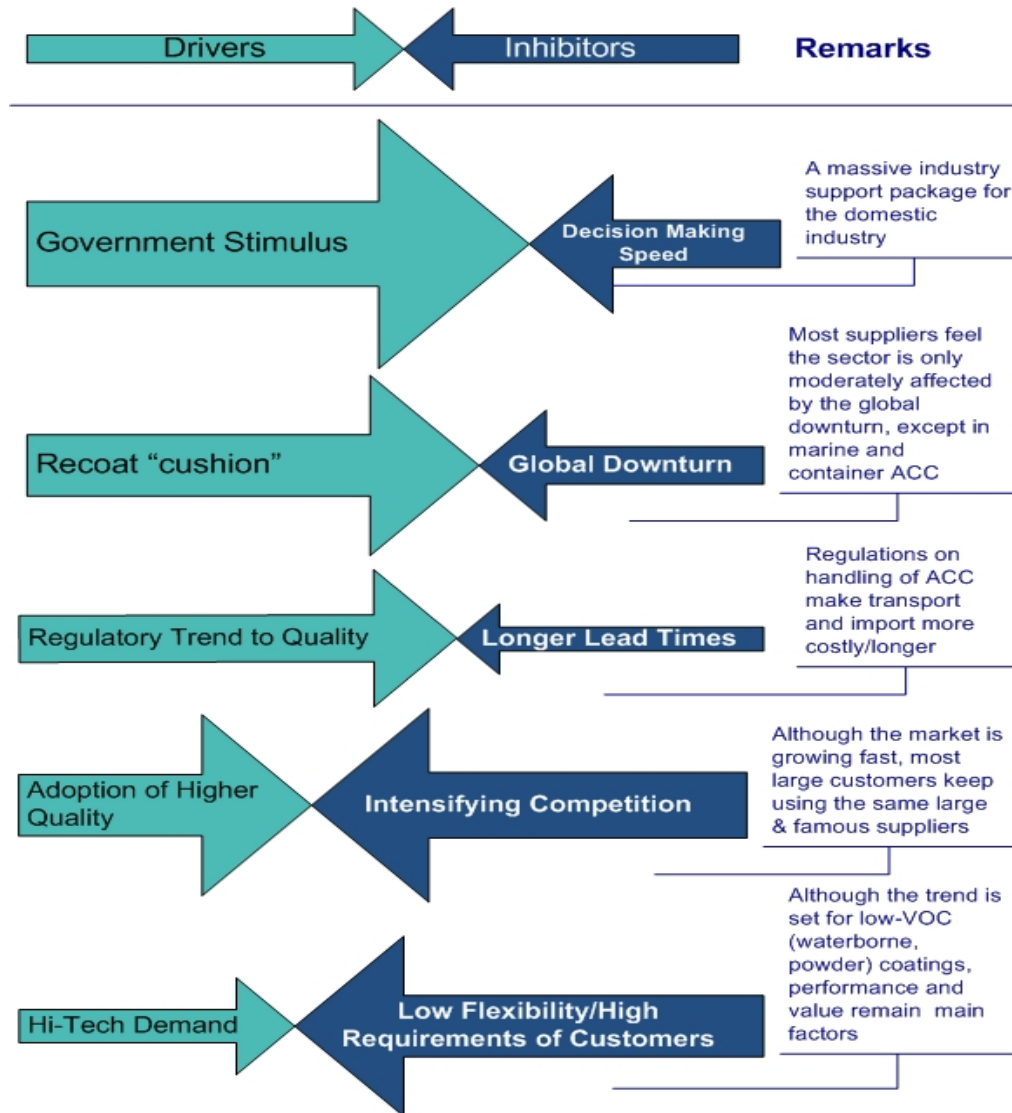 Drivers
Inhibitors
Remarks
Government Stimulus
Decision Making
Speed
A massive industry
support package for
the domestic
industry
Recoat “cushion”
Global Downturn
Most suppliers feel
the sector is only
moderately affected
by the global
downturn, except in
marine and
container ACC
Regulatory Trend to Quality
Longer Lead Times
Regulations on
handling of ACC
make transport
and import more
costly/longer
Adoption of Higher
Quality
Intensifying Competition
Although the market is
growing fast, most
large customers keep
using the same large
& famous suppliers
Hi-Tech Demand
Low Flexibility/High
Requirements of Customers
Although the trend is
set for low-VOC
(waterborne,
powder) coatings,
performance and
value remain main
factors